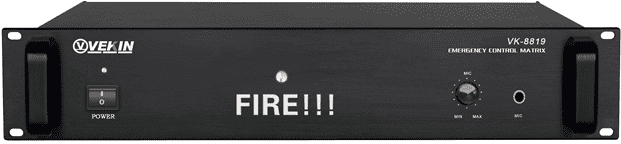 VEKIN
VK-8819
EMERGENCY CONTROL MATRIX
MIC
FIRE!!!
I
O
POWER
MIN MAX
MIC